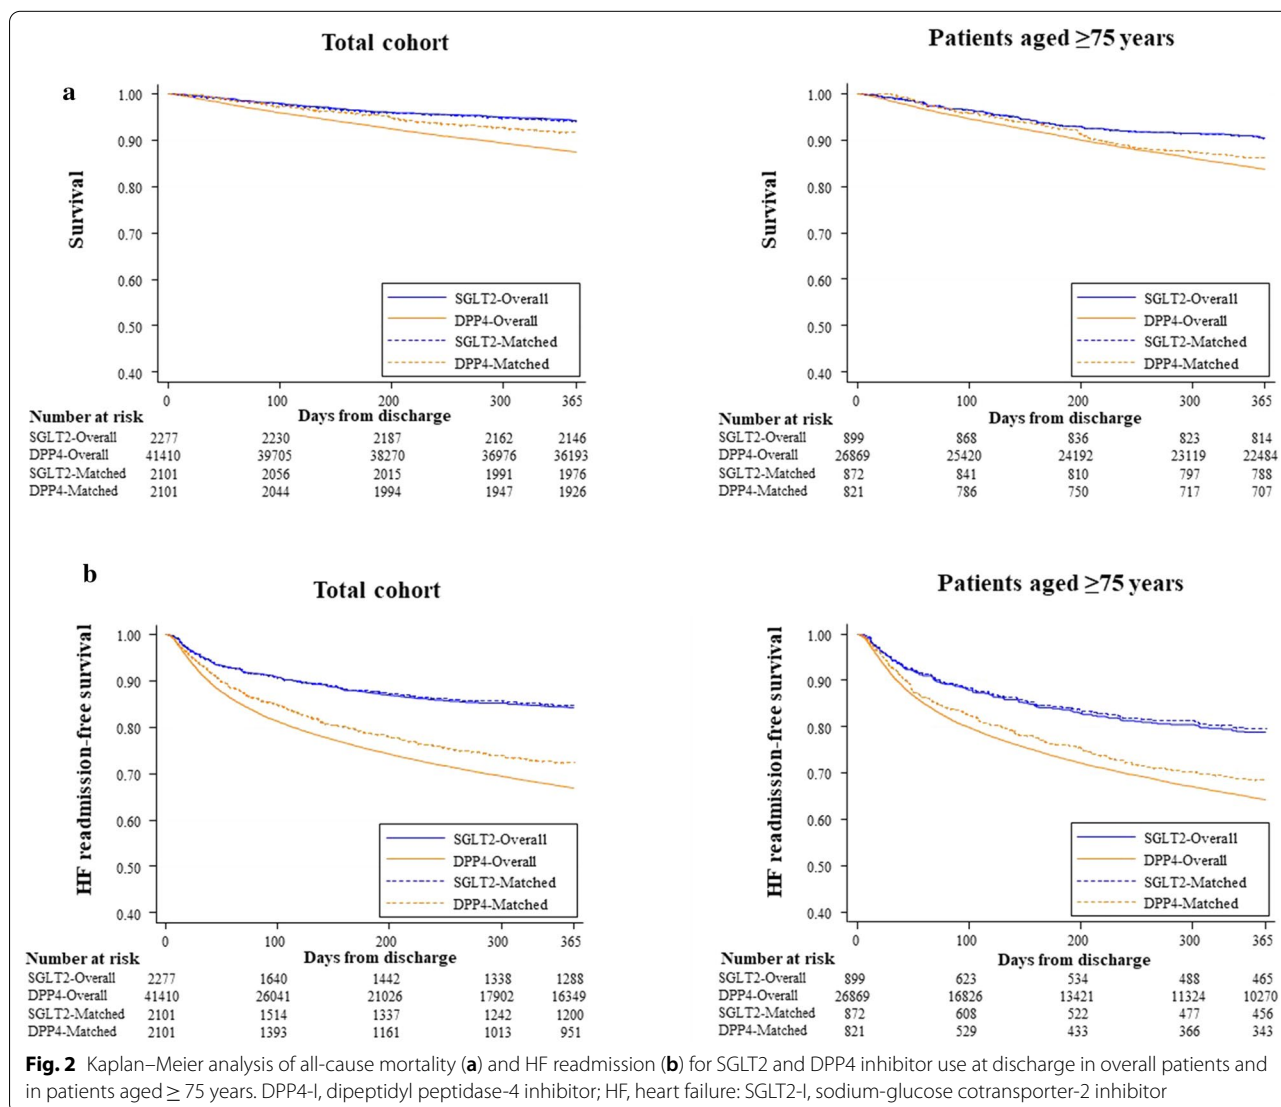 Total cohort
Patients aged ≥75 years
a
1.00
0.90
0.80
0.70
0.60
0.50
0.40
Survival
SGLT2-Overall
DPP4-Overall
SGLT2-Matched
DPP4-Matched
0 100 200 300 365
Number at risk Days from discharge
SGLT2-Overall 2277 2230 2187 2162 2146
DPP4-Overall 41410 39705 38270 36976 36193
SGLT2-Matched 2101 2056 2015 1991 1976
DPP4-Matched 2101 2044 1994 1947 1926
1.00
0.90
0.80
0.70
0.60
0.50
0.40
Survival
SGLT2-Overall
DPP4-Overall
SGLT2-Matched
DPP4-Matched
0 100 200 300 365
Number at risk Days from discharge
SGLT2-Overall 899 868 836 823 814
DPP4-Overall 26869 25420 24192 23119 22484
SGLT2-Matched 872 841 810 797 788
DPP4-Matched 821 786 750 717 707
b
Total cohort
Patients aged ≥75 years
1.00
0.90
0.80
0.70
0.60
0.50
0.40
HF readmission-free survival
SGLT2-Overall
DPP4-Overall
SGLT2-Matched
DPP4-Matched
0 100 200 300 365
Number at risk Days from discharge
SGLT2-Overall 2277 1640 1442 1338 1288
DPP4-Overall 41410 26041 21026 17902 16349
SGLT2-Matched 2101 1514 1337 1242 1200
DPP4-Matched 2101 1393 1161 1013 951
1.00
0.90
0.80
0.70
0.60
0.50
0.40
HF readmission-free survival
SGLT2-Overall
DPP4-Overall
SGLT2-Matched
DPP4-Matched
0 100 200 300 365
Number at risk Days from discharge
SGLT2-Overall 899 623 534 488 465
DPP4-Overall 26869 16826 13421 11324 10270
SGLT2-Matched 872 608 522 477 456
DPP4-Matched 821 529 433 366 343
Fig. 2 Kaplan–Meier analysis of all-cause mortality (a) and HF readmission (b) for SGLT2 and DPP4 inhibitor use at discharge in overall patients and
in patients aged ≥ 75 years. DPP4-I, dipeptidyl peptidase-4 inhibitor; HF, heart failure: SGLT2-I, sodium-glucose cotransporter-2 inhibitor